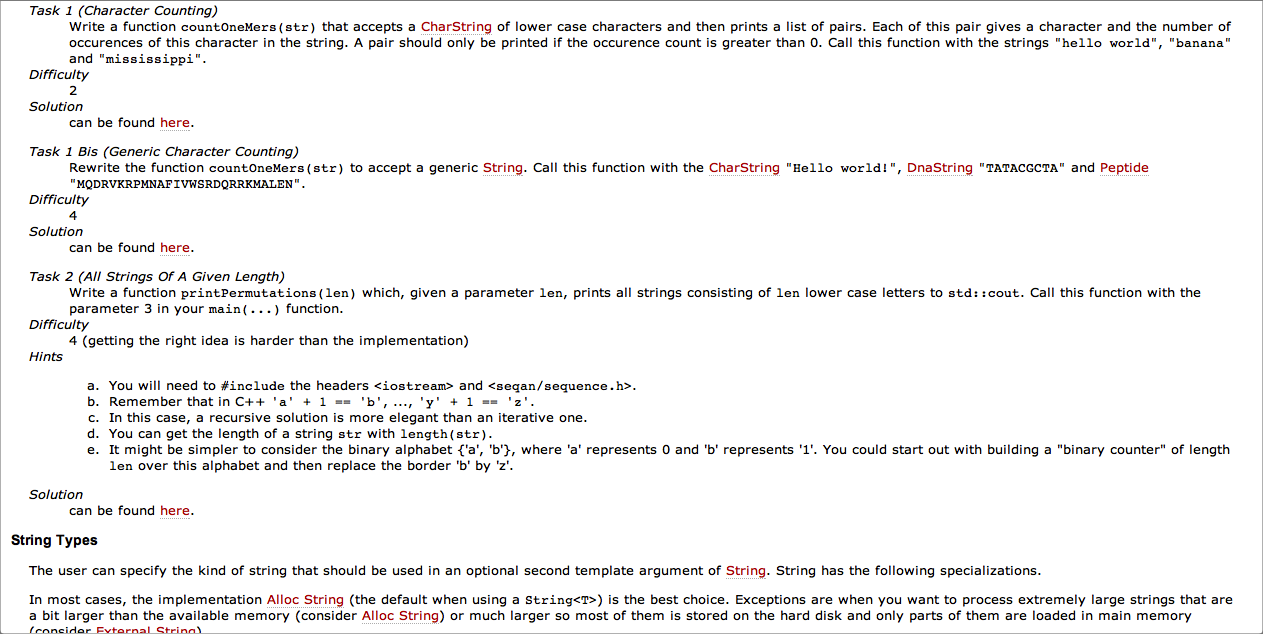 Task 1 (Character Counting)
Write a function countOneMers(str) that accepts a CharString of lower case characters and then prints a list of pairs. Each of this pair gives a character and the number of
occurences of this character in the string. A pair should only be printed if the occurence count is greater than 0. Call this function with the strings "hello world", "banana"
and "mississippi".
Difficulty
2
Solution
can be found here.
Task 1 Bis (Generic Character Counting)
Rewrite the function countOneMers(str) to accept a generic String. Call this function with the CharString "Hello world!", DnaString "TATACGCTA" and Peptide
"MQDRVKRPMNAFIVWSRDQRRKMALEN".
Difficulty
4
Solution
can be found here.
Task 2 (All Strings Of A Given Length)
Write a function printPermutations(len) which, given a parameter len, prints all strings consisting of len lower case letters to std::cout. Call this function with the
parameter 3 in your main(...) function.
Difficulty
4 (getting the right idea is harder than the implementation)
Hints
a. You will need to #include the headers <iostream> and <seqan/sequence.h>.
b. Remember that in C++ 'a' + 1 == 'b', ..., 'y' + 1 == 'z'.
c. In this case, a recursive solution is more elegant than an iterative one.
d. You can get the length of a string str with length(str).
e. It might be simpler to consider the binary alphabet {'a', 'b'}, where 'a' represents 0 and 'b' represents '1'. You could start out with building a "binary counter" of length
len over this alphabet and then replace the border 'b' by 'z'.
Solution
can be found here.
String Types
The user can specify the kind of string that should be used in an optional second template argument of String. String has the following specializations.
In most cases, the implementation Alloc String (the default when using a String<T>) is the best choice. Exceptions are when you want to process extremely large strings that are
a bit larger than the available memory (consider Alloc String) or much larger so most of them is stored on the hard disk and only parts of them are loaded in main memory
(consider External String)